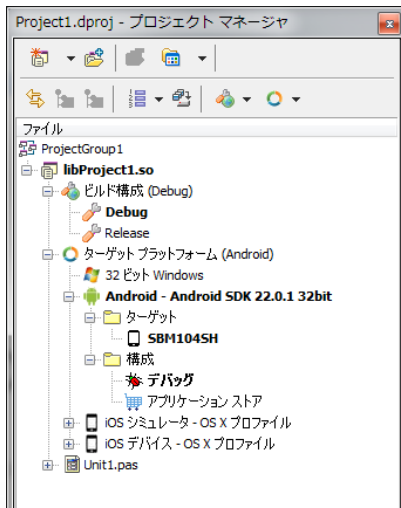 Project1.dproj - プロジェクト マネージャ
ファイル
ProjectGroup1
libProject1.so
ビルド構成 (Debug)
Debug
Release
ターゲット プラットフォーム (Android)
32 ビット Windows
Android - Android SDK 22.0.1 32bit
ターゲット
SBM104SH
構成
デバッグ
アプリケーション ストア
iOS シミュレータ - OS X プロファイル
iOS デバイス - OS X プロファイル
Unit1.pas